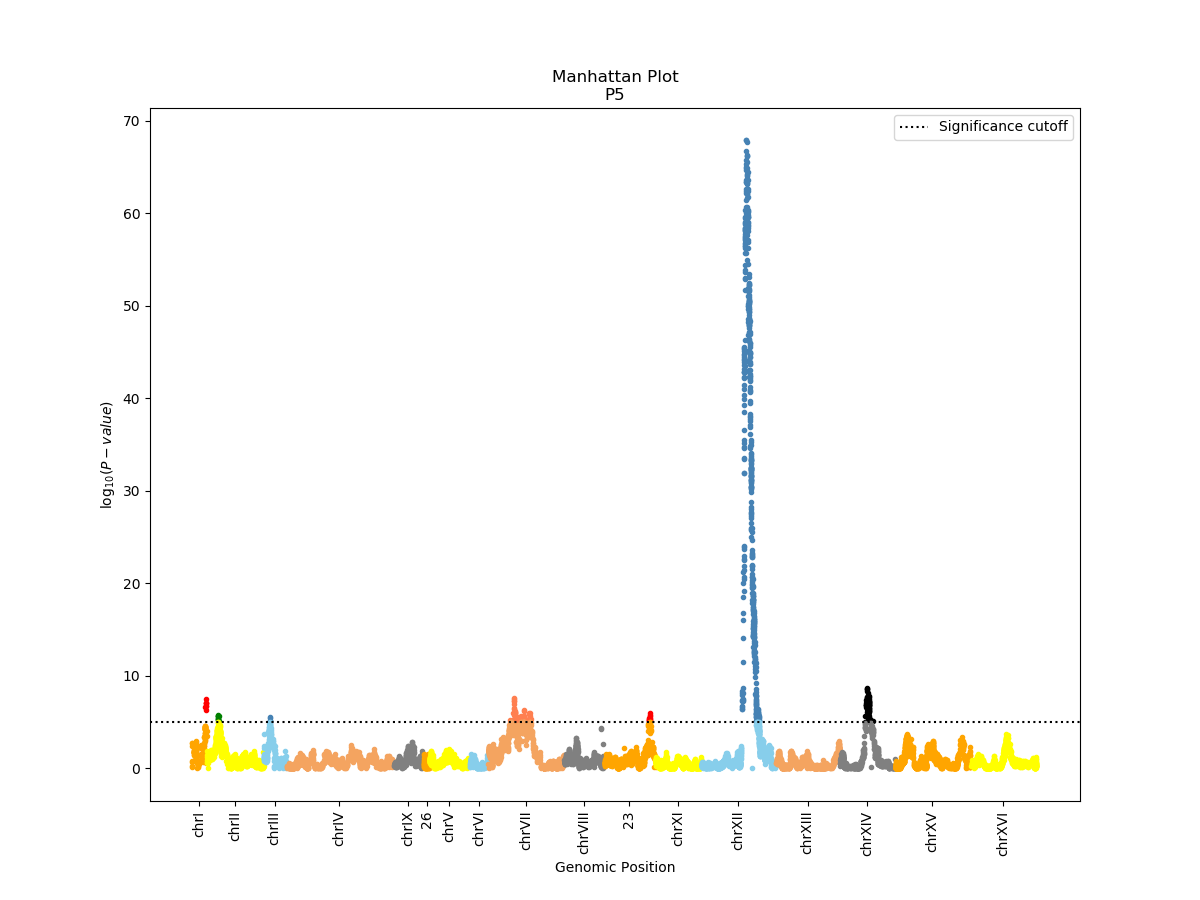 Manhattan Plot
P5
Significance cutoff
70
60
50
40
30
20
10
0
log10(P − value)
chrI
chrII
chrIII
chrIV
chrIX
26
chrV
chrVI
chrVII
chrVIII
23
chrXI
chrXII
chrXIII
chrXIV
chrXV
chrXVI
Genomic Position